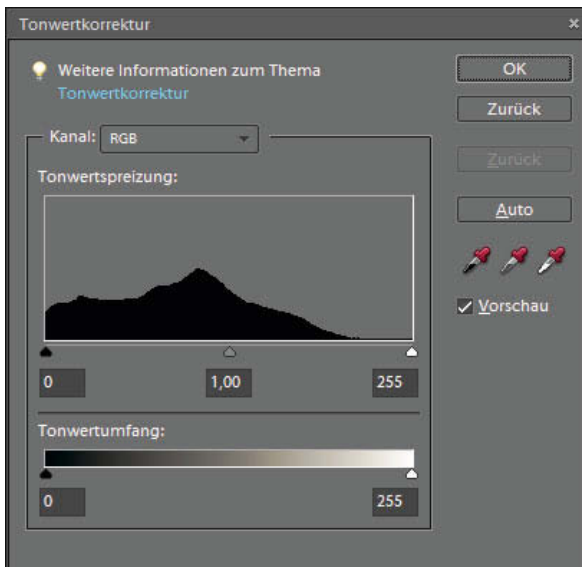 Tonwertkorrektur
Weitere Informationen zum Thema
Tonwertkorrektur
Kanal: RGB
Tonwertspreizung:
0 1,00 255
Tonwertumfang:
0 255
OK
Zurück
Zurück
Auto
Vorschau